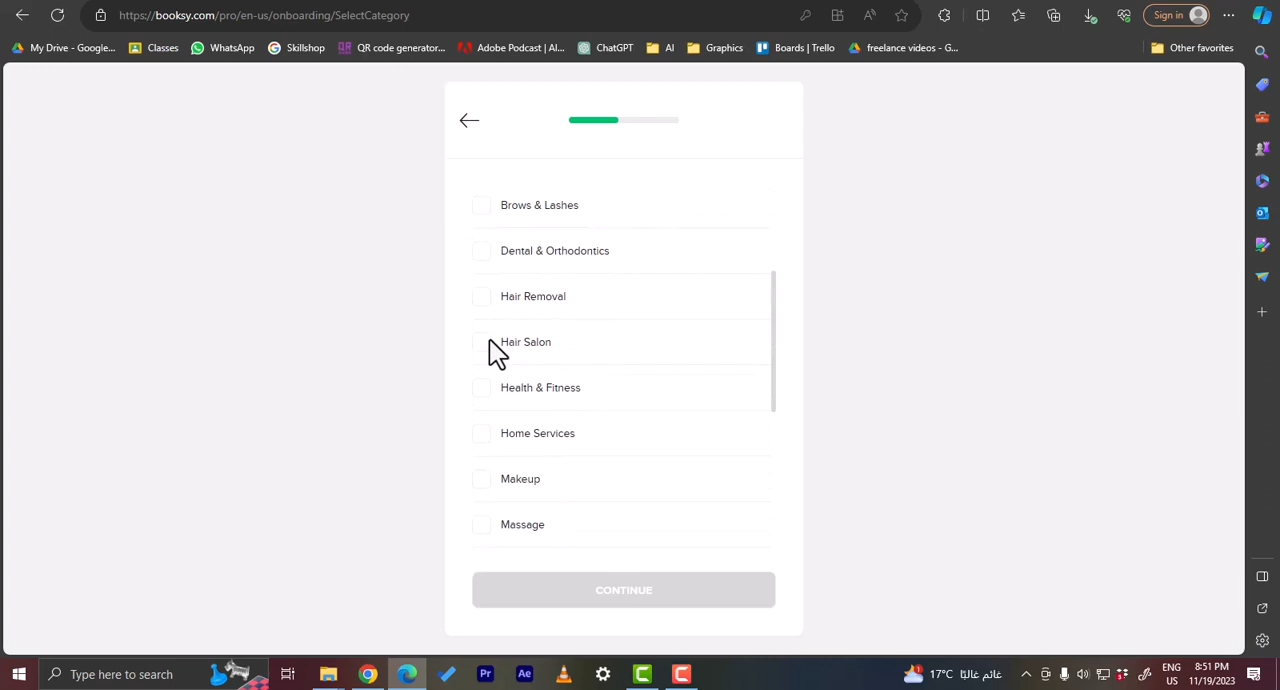 https://booksy.com/pro/en-us/onboarding/SelectCategory
Sign in
My Drive - Google...
Classes
WhatsApp
Skillshop
QR code generator...
Adobe Podcast | AI...
ChatGPT
AI
Graphics
Boards | Trello
freelance videos - G...
Other favorites
Brows & Lashes
Dental & Orthodontics
Hair Removal
Hair Salon
Health & Fitness
Home Services
Makeup
Massage
CONTINUE
Type here to search
Pr
Ae
17°C غائم غالبًا
ENG
US
8:51 PM
11/19/2023